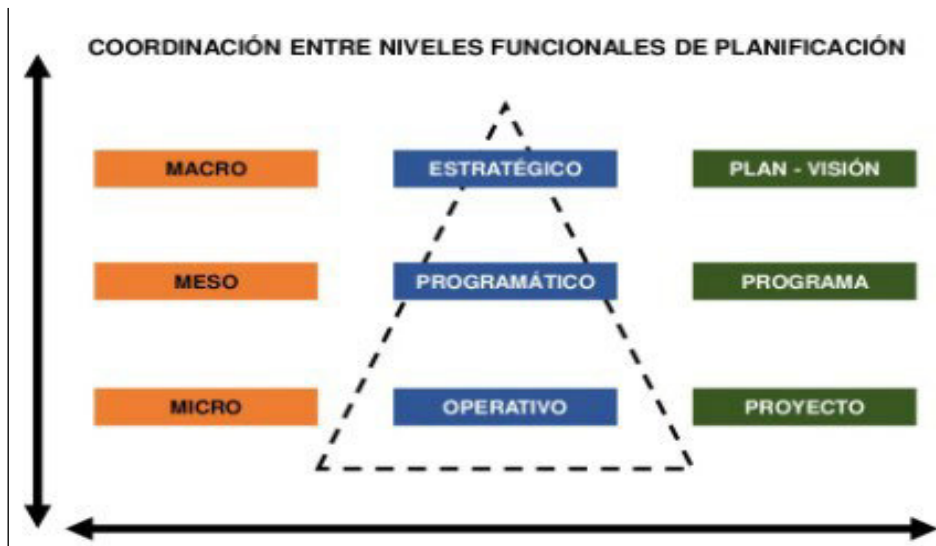 COORDINACIÓN ENTRE NIVELES FUNCIONALES DE PLANIFICACIÓN
MACRO ESTRATÉGICO PLAN - VISIÓN
MESO PROGRAMÁTICO PROGRAMA
MICRO OPERATIVO PROYECTO